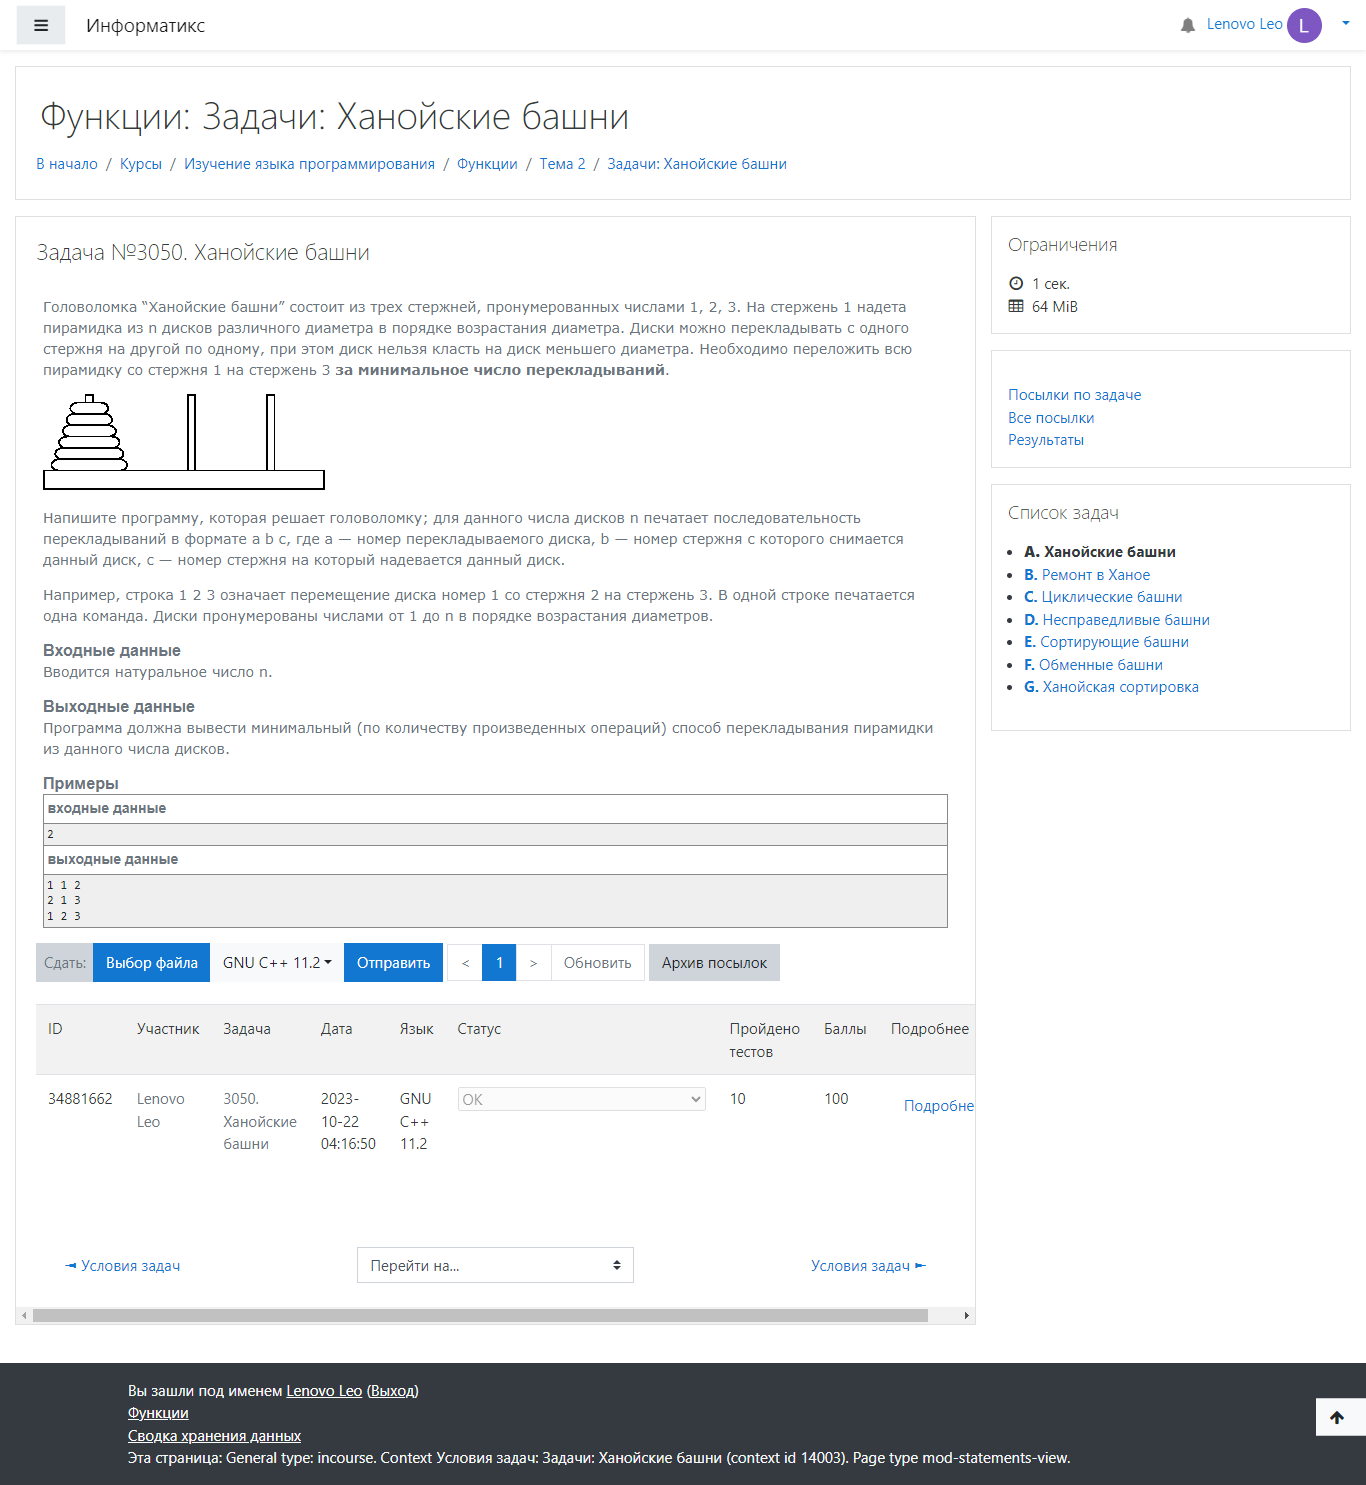 Информатикс
Lenovo Leo
L
Функции: Задачи: Ханойские башни
В начало / Курсы / Изучение языка программирования / Функции / Тема 2 / Задачи: Ханойские башни
Задача №3050. Ханойские башни
Головоломка “Ханойские башни” состоит из трех стержней, пронумерованных числами 1, 2, 3. На стержень 1 надета
пирамидка из n дисков различного диаметра в порядке возрастания диаметра. Диски можно перекладывать с одного
стержня на другой по одному, при этом диск нельзя класть на диск меньшего диаметра. Необходимо переложить всю
пирамидку со стержня 1 на стержень 3 за минимальное число перекладываний.
Напишите программу, которая решает головоломку; для данного числа дисков n печатает последовательность
перекладываний в формате a b c, где a — номер перекладываемого диска, b — номер стержня с которого снимается
данный диск, c — номер стержня на который надевается данный диск.
Например, строка 1 2 3 означает перемещение диска номер 1 со стержня 2 на стержень 3. В одной строке печатается
одна команда. Диски пронумерованы числами от 1 до n в порядке возрастания диаметров.
Входные данные
Вводится натуральное число n.
Выходные данные
Программа должна вывести минимальный (по количеству произведенных операций) способ перекладывания пирамидки
из данного числа дисков.
Примеры
входные данные
2
выходные данные
1 1 2
2 1 3
1 2 3
Сдать: Выбор файла GNU C++ 11.2 Отправить < 1 > Обновить Архив посылок
ID Участник Задача Дата Язык Статус Пройдено тестов Баллы Подробнее
34881662 Lenovo Leo 3050. Ханойские башни 2023-10-22 04:16:50 GNU C++ 11.2 OK 10 100 Подробне
◄ Условия задач
Перейти на...
Условия задач ►
Ограничения
1 сек.
64 MiB
Посылки по задаче
Все посылки
Результаты
Список задач
A. Ханойские башни
B. Ремонт в Ханое
C. Циклические башни
D. Несправедливые башни
E. Сортирующие башни
F. Обменные башни
G. Ханойская сортировка
Вы зашли под именем Lenovo Leo (Выход)
Функции
Сводка хранения данных
Эта страница: General type: incourse. Context Условия задач: Задачи: Ханойские башни (context id 14003). Page type mod-statements-view.